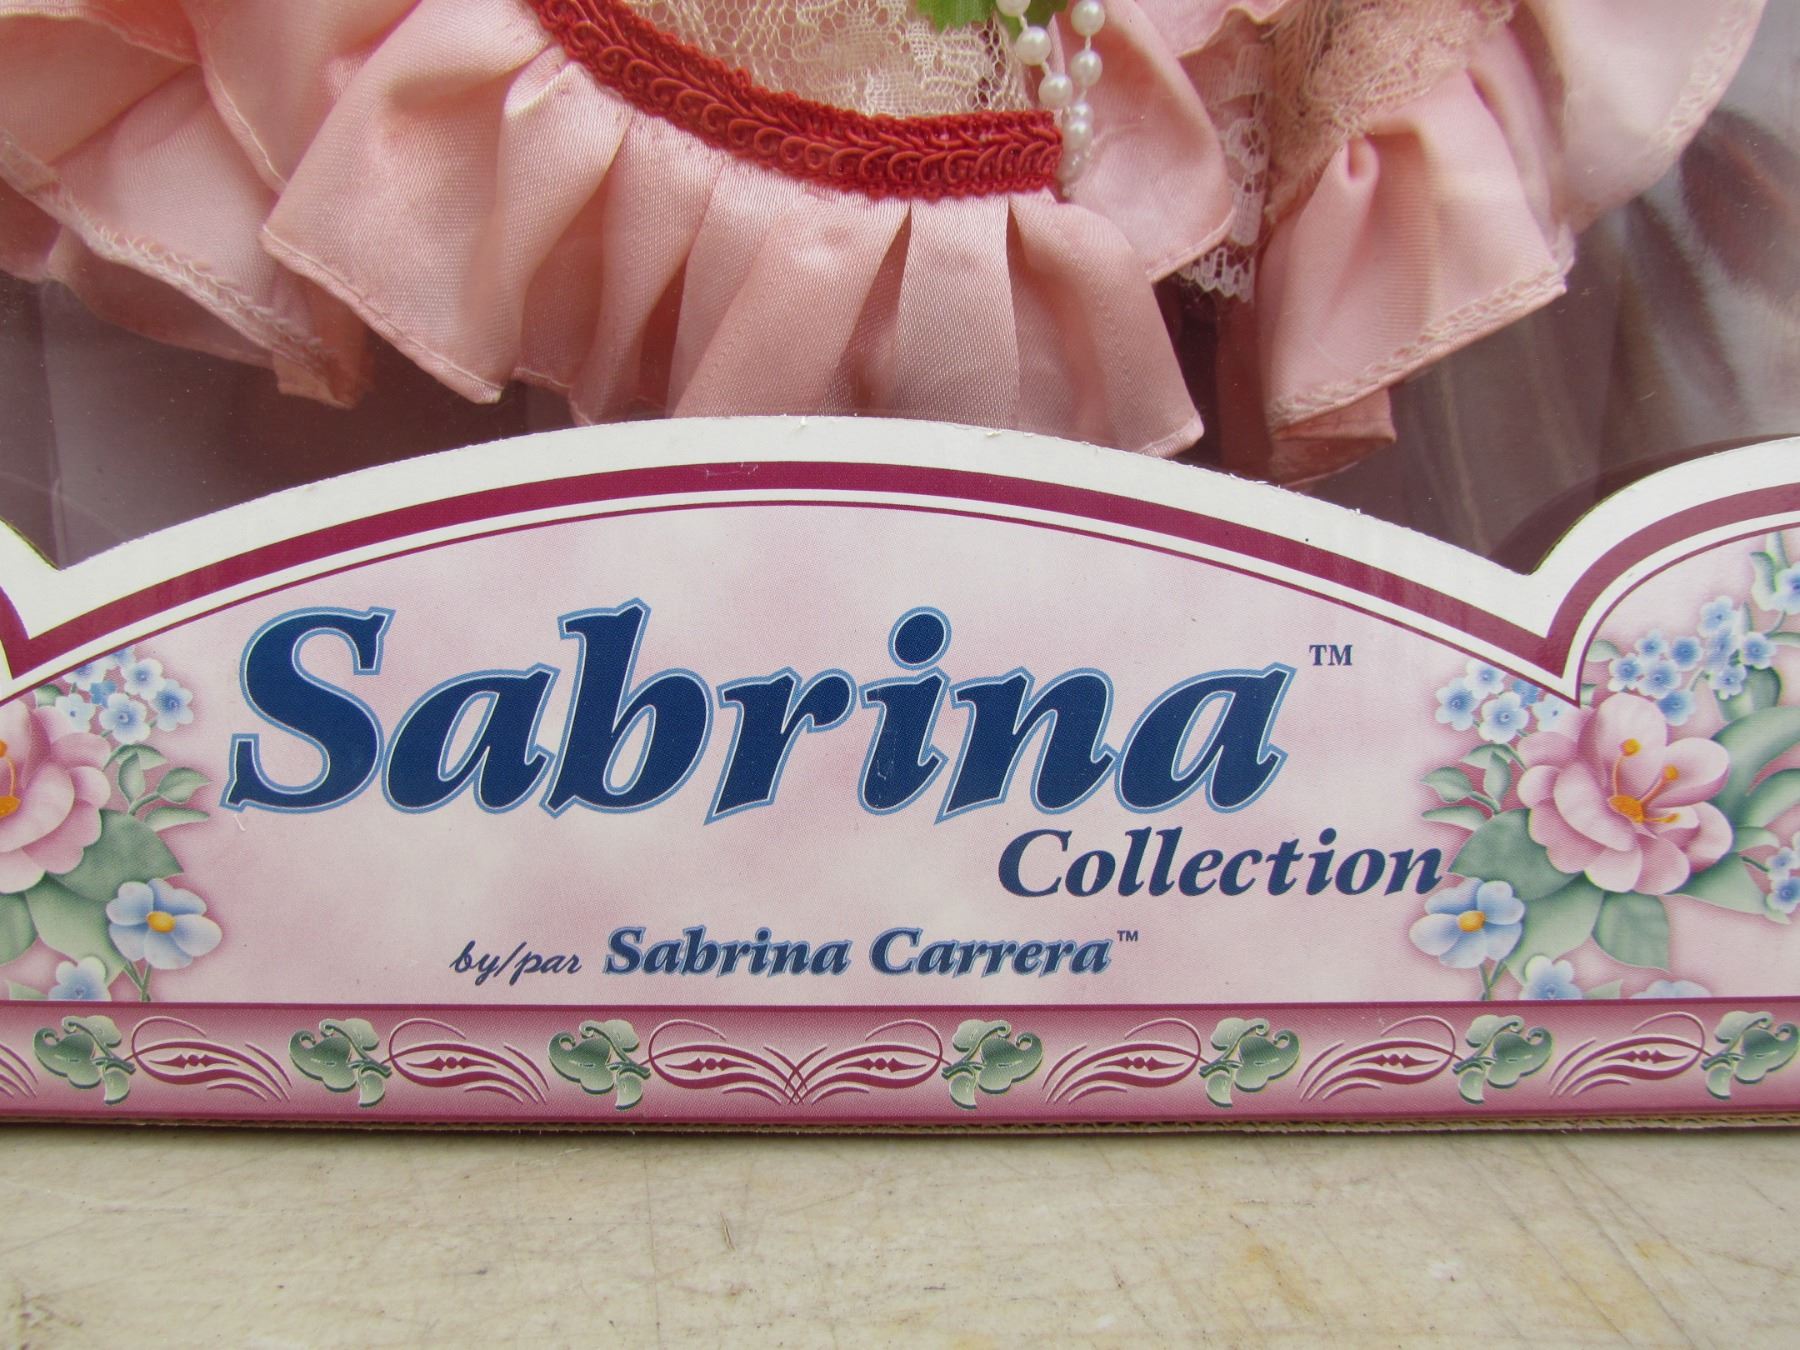 Sabrina™
Collection
by/par Sabrina Carrera™